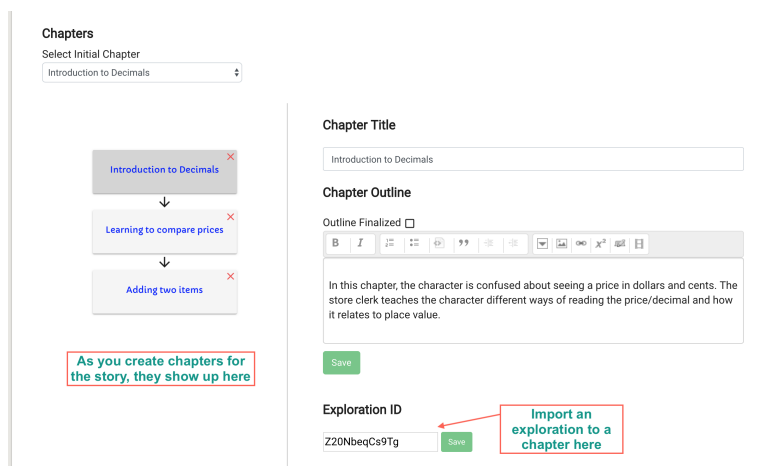 Chapters
Select Initial Chapter
Introduction to Decimals
Introduction to Decimals
Learning to compare prices
Adding two items
As you create chapters for
the story, they show up here
Chapter Title
Introduction to Decimals
Chapter Outline
Outline Finalized
B I
In this chapter, the character is confused about seeing a price in dollars and cents. The
store clerk teaches the character different ways of reading the price/decimal and how
it relates to place value.
Save
Exploration ID
Z20NbeqCs9Tg
Save
Import an
exploration to a
chapter here